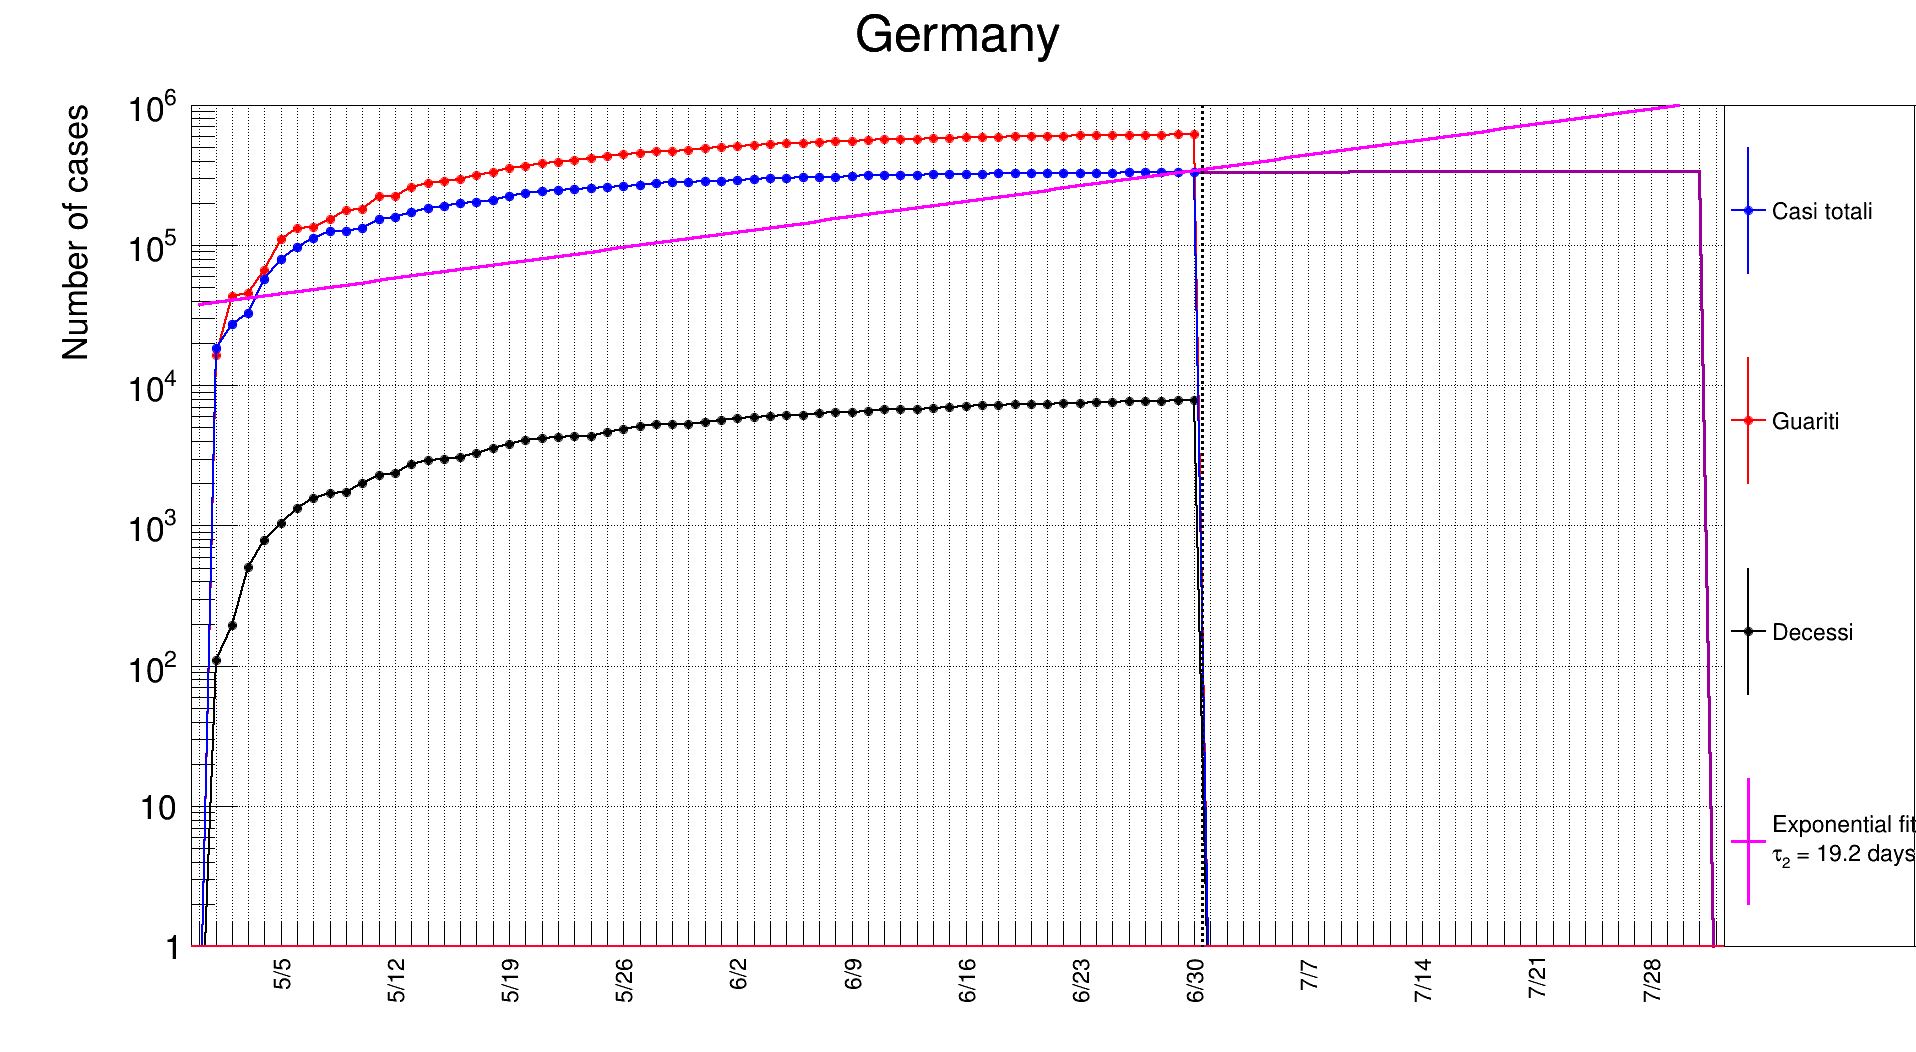 Germany
Number of cases
10^6
10^5
10^4
10^3
10^2
10
1
5/5
5/12
5/19
5/26
6/2
6/9
6/16
6/23
6/30
7/7
7/14
7/21
7/28
Casi totali
Guariti
Decessi
Exponential fit
τ_2 = 19.2 days